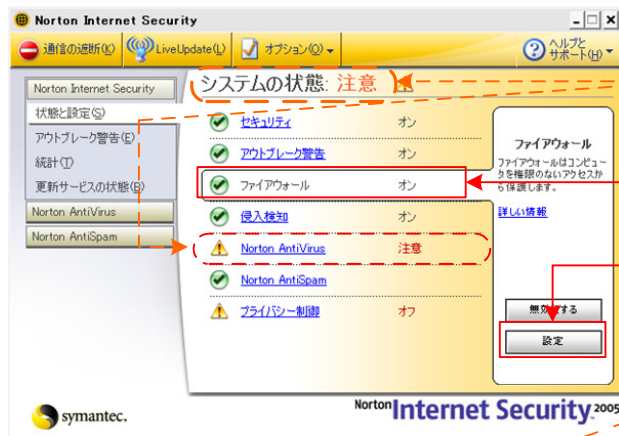 Norton Internet Security
通信の遮断(K)
LiveUpdate(L)
オプション(O)
ヘルプと
サポート(H)
Norton Internet Security
状態と設定(S)
アウトブレーク警告(E)
統計(T)
更新サービスの状態(R)
Norton AntiVirus
Norton AntiSpam
システムの状態: 注意
セキュリティ オン
アウトブレーク警告 オン
ファイアウォール オン
侵入検知 オン
Norton AntiVirus 注意
Norton AntiSpam
プライバシー制御 オフ
ファイアウォール
ファイアウォールはコンピュー
タを権限のないアクセスか
ら保護します。
詳しい情報
無効にする
設定
symantec.
Norton Internet Security 2005